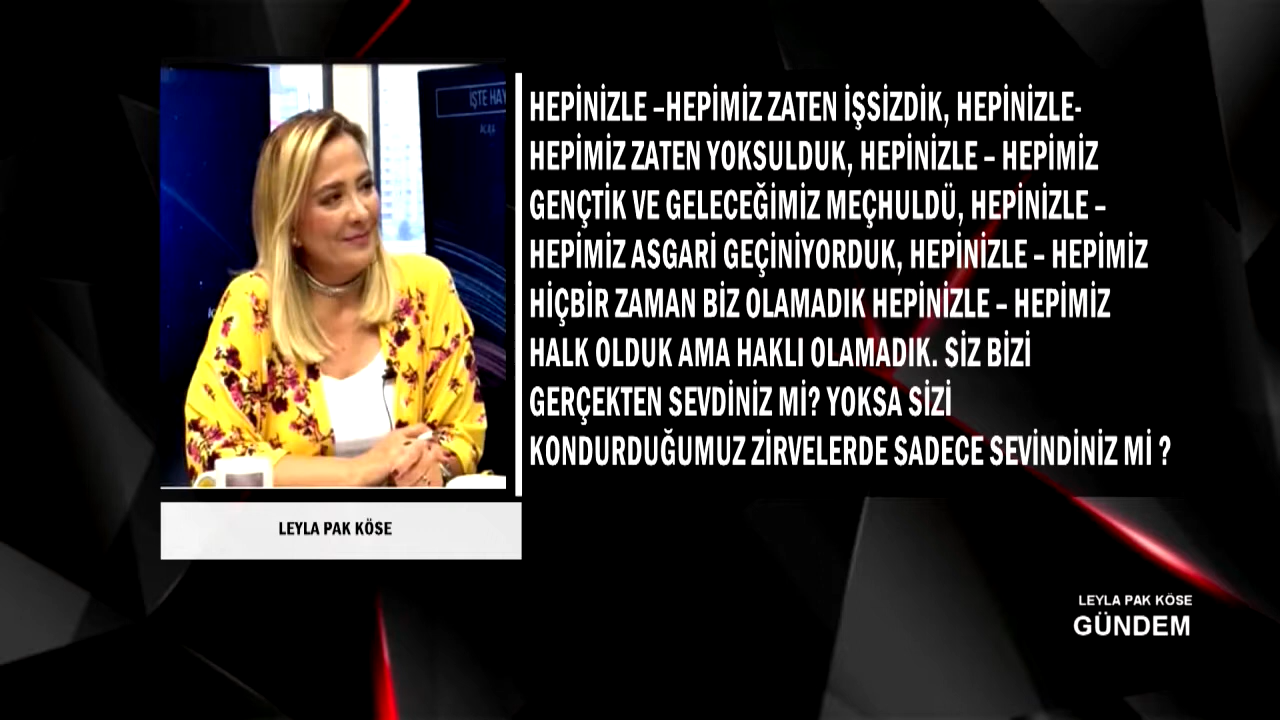 İŞTE HAY
HEPİNİZLE –HEPİMİZ ZATEN İŞSİZDİK, HEPİNİZLE-
HEPİMİZ ZATEN YOKSULDUK, HEPİNİZLE – HEPİMİZ
GENÇTİK VE GELECEĞİMİZ MEÇHULDÜ, HEPİNİZLE –
HEPİMİZ ASGARİ GEÇİNİYORDUK, HEPİNİZLE – HEPİMİZ
HİÇBİR ZAMAN BİZ OLAMADIK HEPİNİZLE – HEPİMİZ
HALK OLDUK AMA HAKLI OLAMADIK. SİZ BİZİ
GERÇEKTEN SEVDİNİZ Mİ? YOKSA SİZİ
KONDURDUĞUMUZ ZİRVELERDE SADECE SEVİNDİNİZ Mİ ?
LEYLA PAK KÖSE
LEYLA PAK KÖSE
GÜNDEM